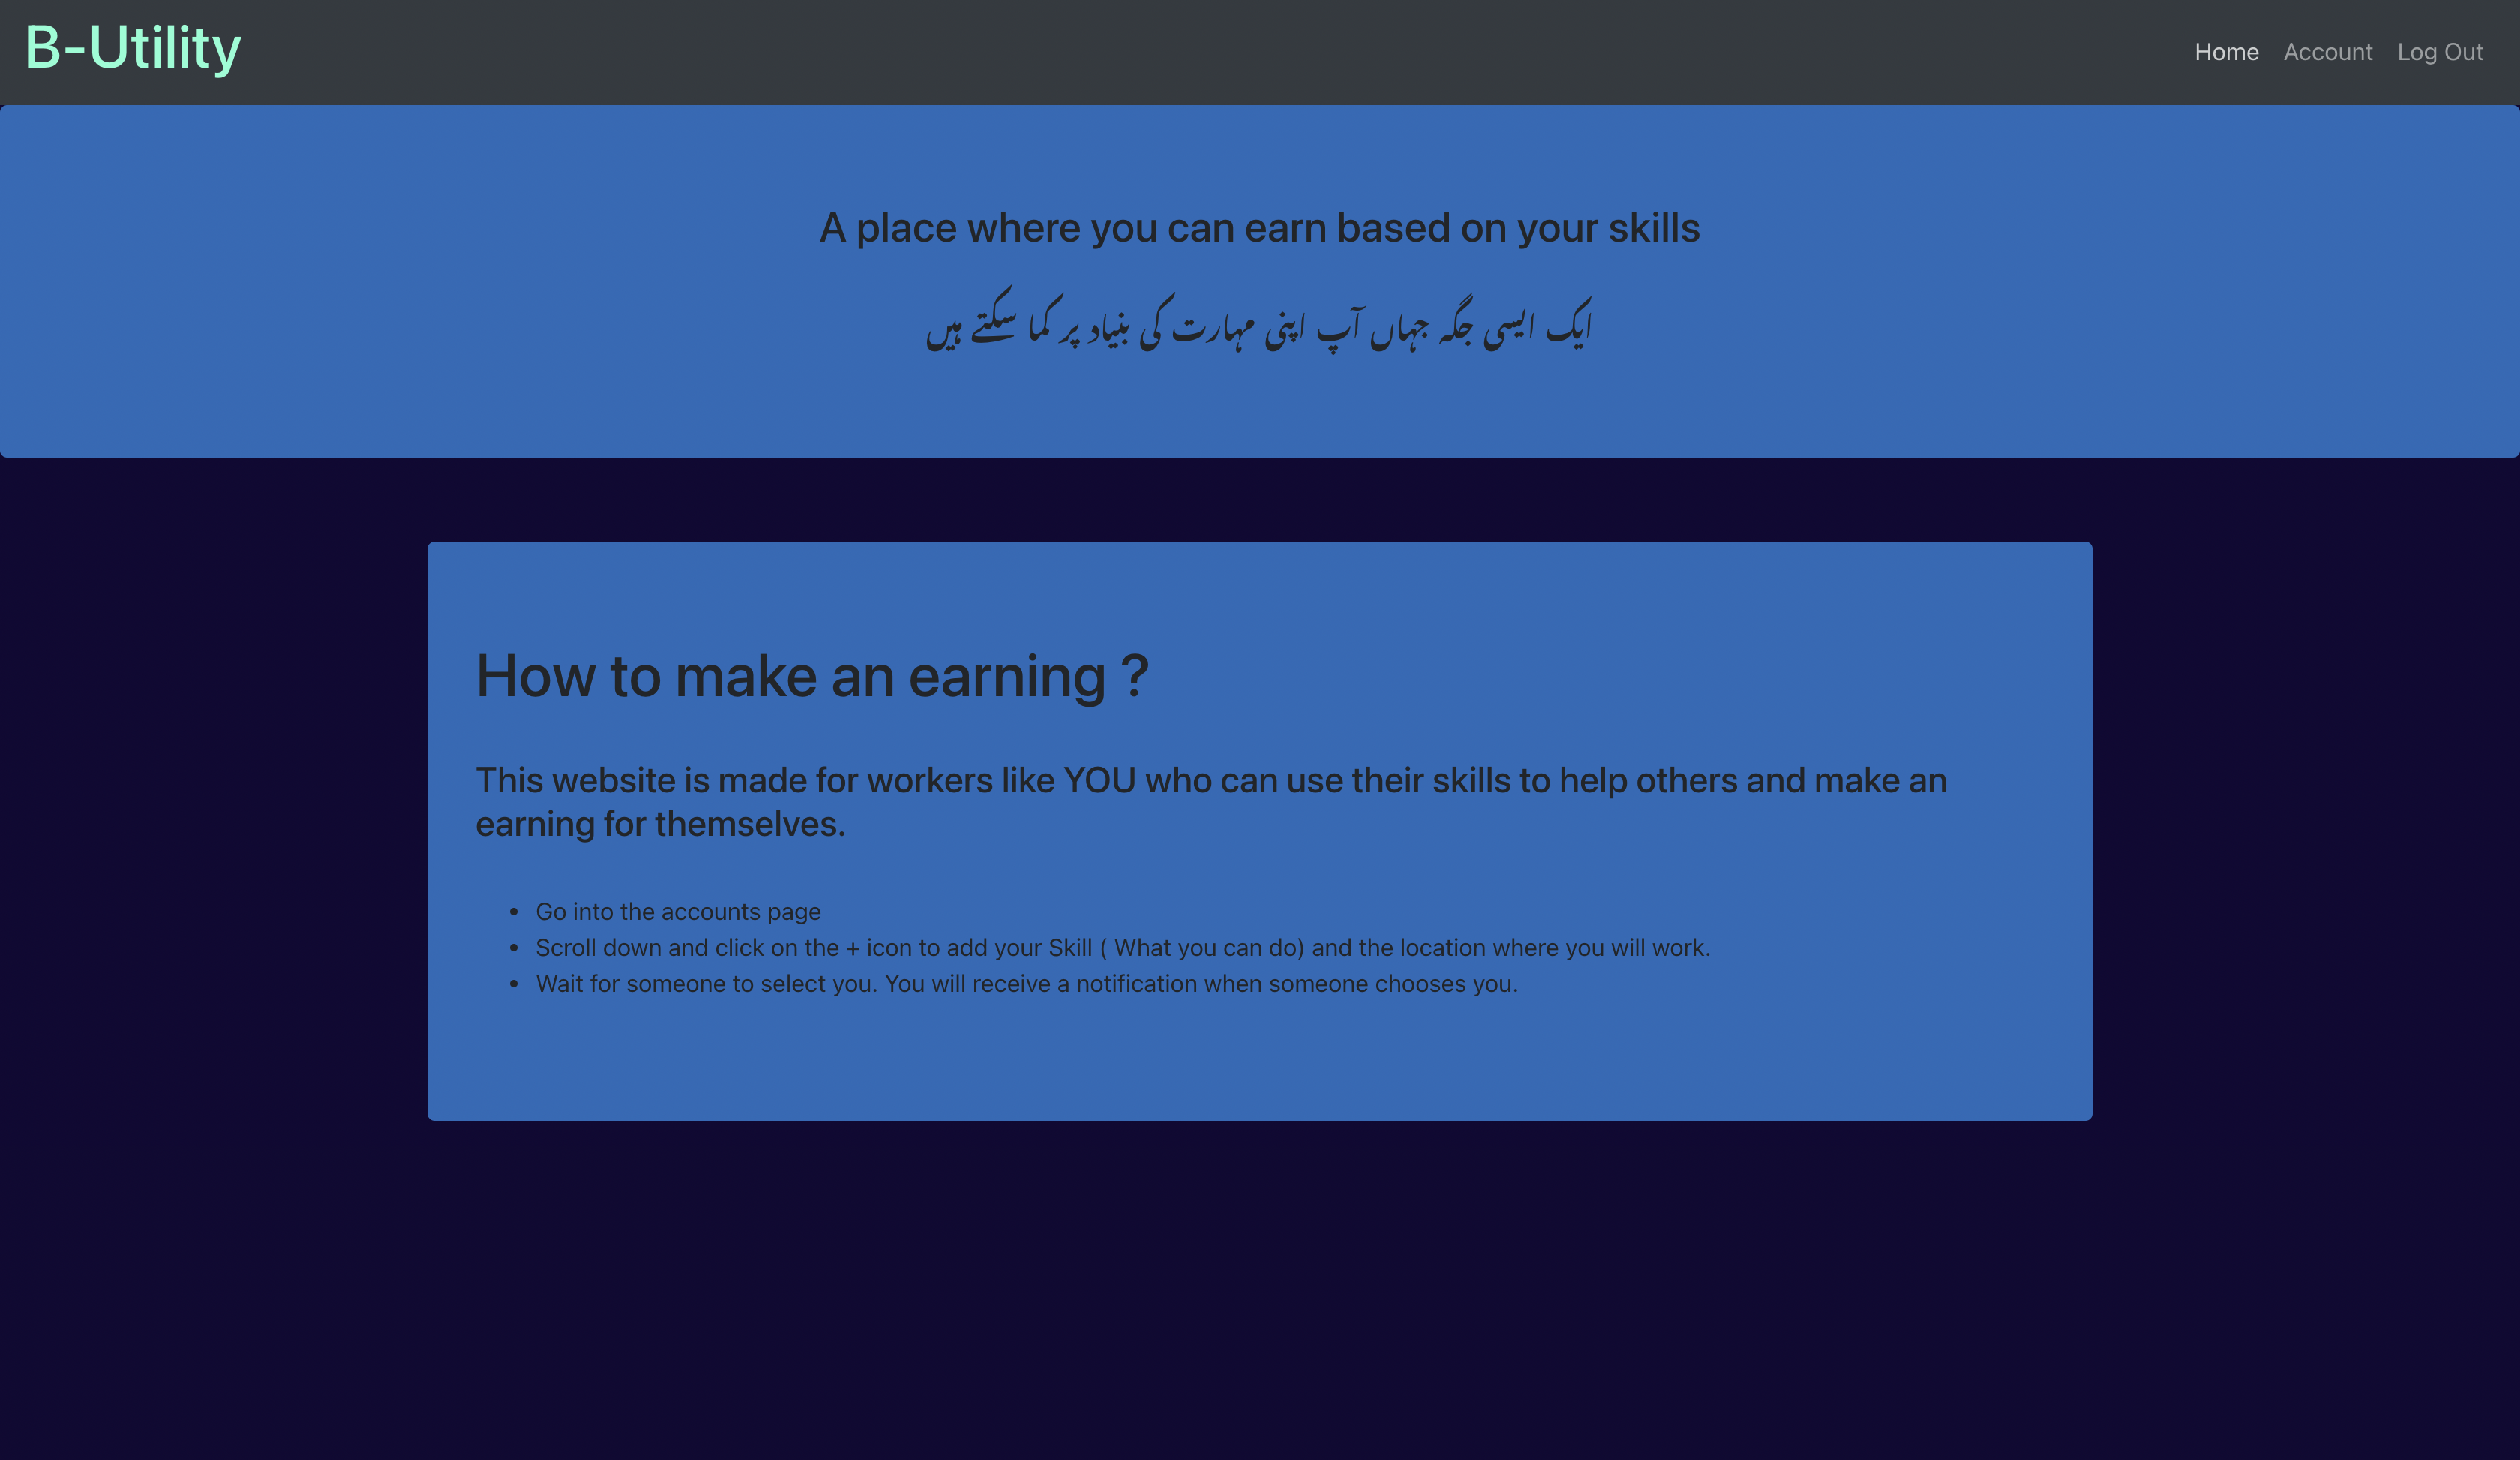 B-Utility
Home Account Log Out
A place where you can earn based on your skills
ایک ایسی جگہ جہاں آپ اپنی مہارت کی بنیاد پر کما سکتے ہیں
How to make an earning ?
This website is made for workers like YOU who can use their skills to help others and make an
earning for themselves.
• Go into the accounts page
• Scroll down and click on the + icon to add your Skill ( What you can do) and the location where you will work.
• Wait for someone to select you. You will receive a notification when someone chooses you.